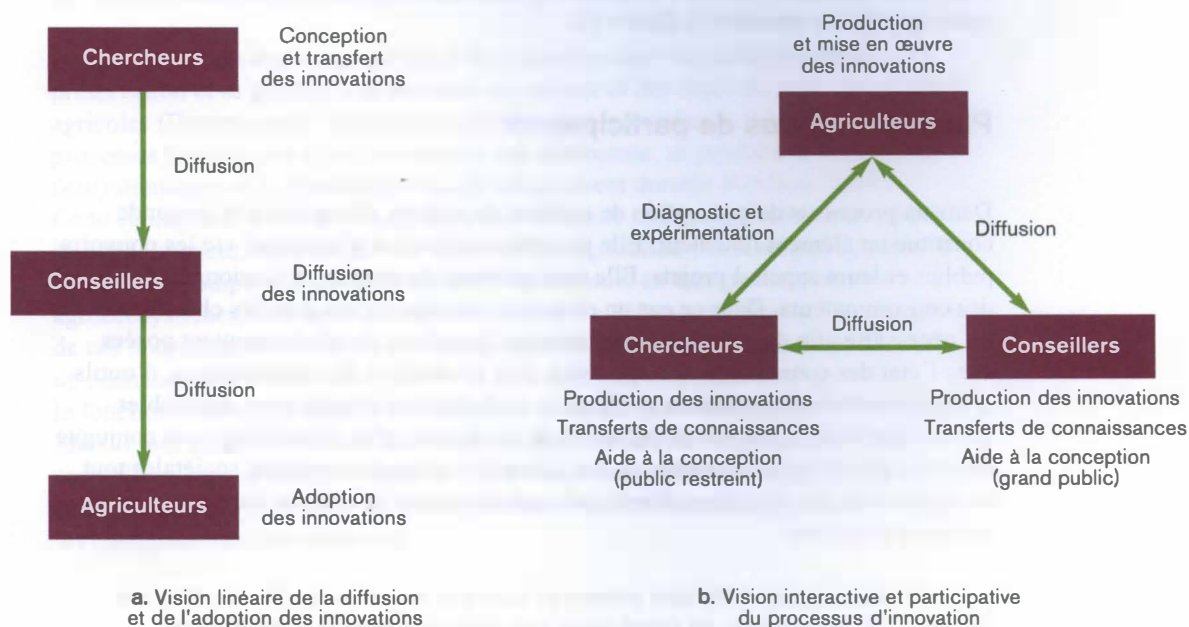 Chercheurs
Conception
et transfert
des innovations
Diffusion
Conseillers
Diffusion
des innovations
Diffusion
Agriculteurs
Adoption
des innovations
a. Vision linéaire de la diffusion
et de l'adoption des innovations
Production
et mise en œuvre
des innovations
Agriculteurs
Diagnostic et
expérimentation
Diffusion
Diffusion
Chercheurs
Conseillers
Production des innovations
Transferts de connaissances
Aide à la conception
(public restreint)
Production des innovations
Transferts de connaissances
Aide à la conception
(grand public)
b. Vision interactive et participative
du processus d'innovation